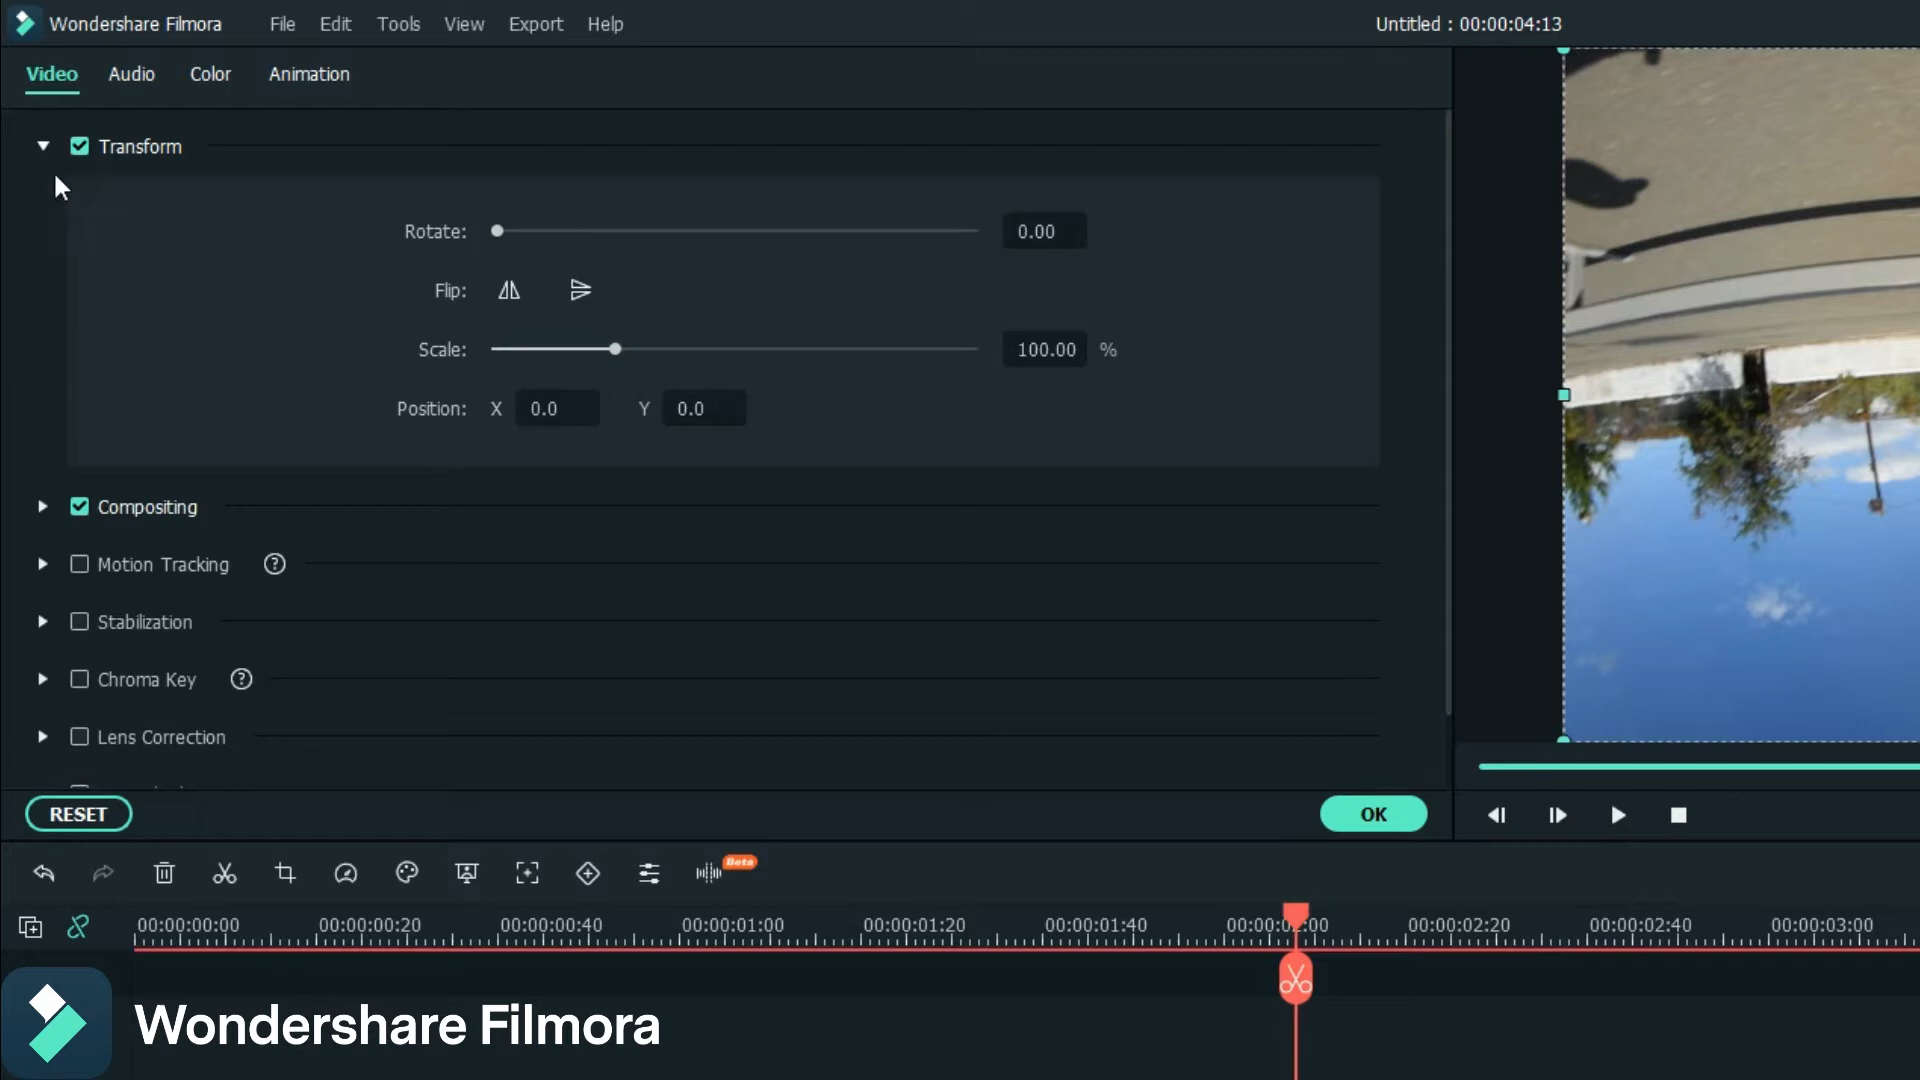 Wondershare Filmora File Edit Tools View Export Help Untitled : 00:00:04:13
Video Audio Color Animation
Transform
Rotate: 0.00
Flip:
Scale: 100.00 %
Position: X 0.0 Y 0.0
Compositing
Motion Tracking ?
Stabilization
Chroma Key ?
Lens Correction
RESET OK
Beta
00:00:00:00 00:00:00:20 00:00:00:40 00:00:01:00 00:00:01:20 00:00:01:40 00:00:02:00 00:00:02:20 00:00:02:40 00:00:03:00
Wondershare Filmora